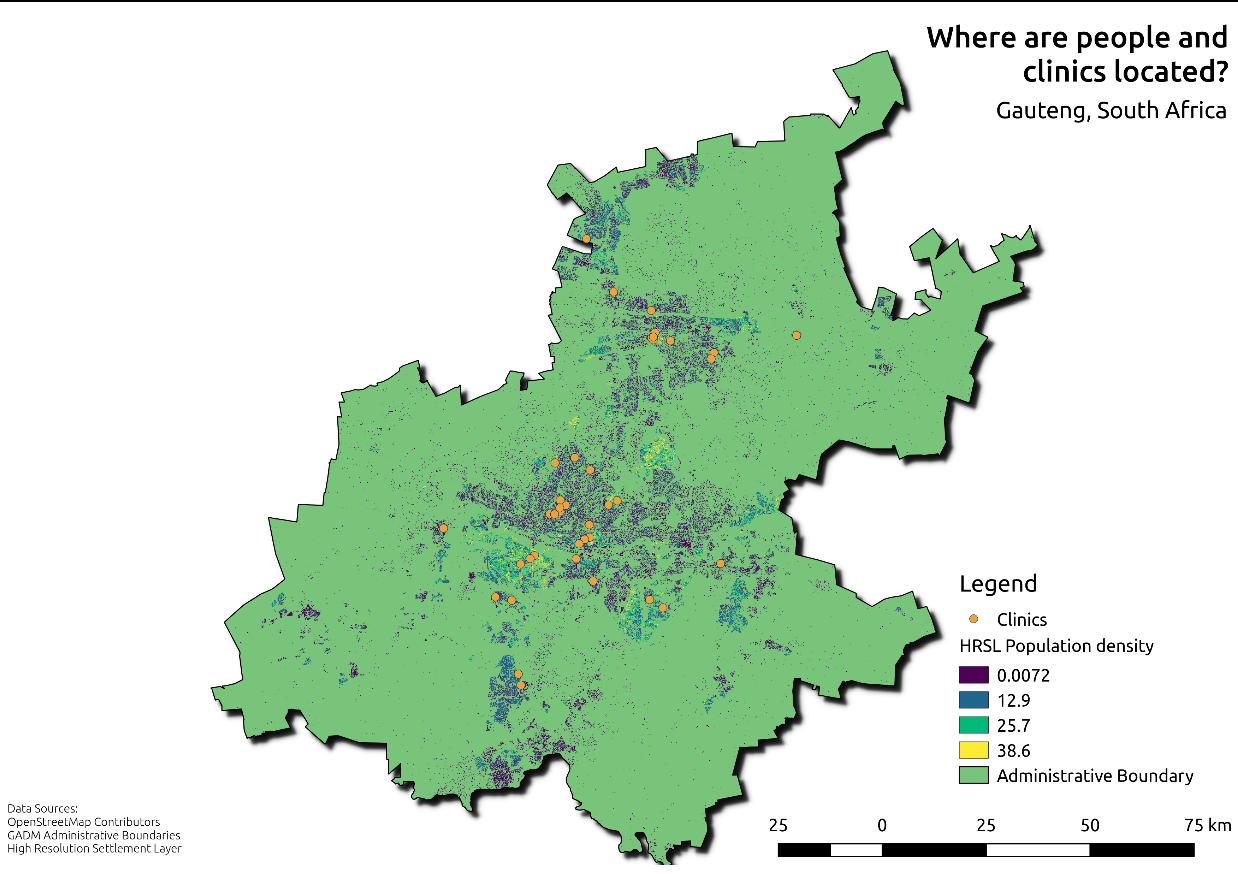 Where are people and
clinics located?
Gauteng, South Africa
Legend
Clinics
HRSL Population density
0.0072
12.9
25.7
38.6
Administrative Boundary
Data Sources:
OpenStreetMap Contributors
GADM Administrative Boundaries
High Resolution Settlement Layer
25 0 25 50 75 km